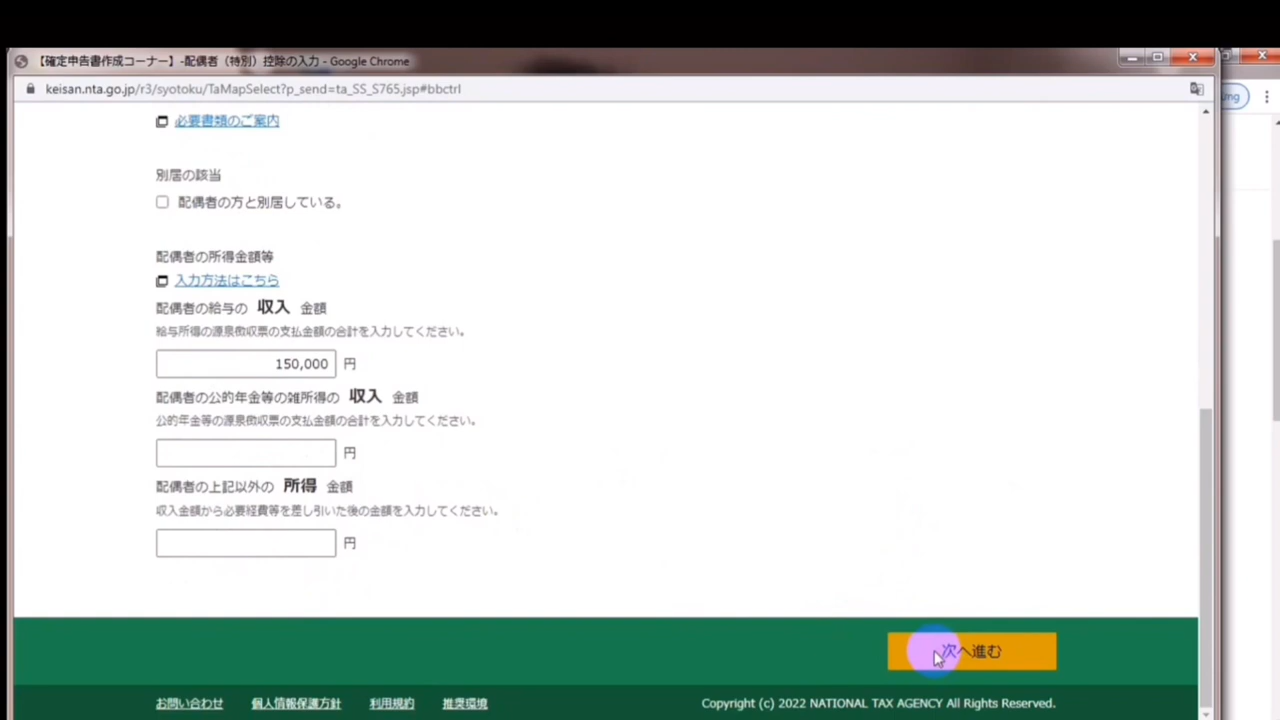 【確定申告書作成コーナー】-配偶者（特別）控除の入力 - Google Chrome
keisan.nta.go.jp/r3/syotoku/TaMapSelect?p_send=ta_SS_S765.jsp#bbctrl
必要書類のご案内
別居の該当
配偶者の方と別居している。
配偶者の所得金額等
入力方法はこちら
配偶者の給与の 収入 金額
給与所得の源泉徴収票の支払金額の合計を入力してください。
150,000 円
配偶者の公的年金等の雑所得の 収入 金額
公的年金等の源泉徴収票の支払金額の合計を入力してください。
円
配偶者の上記以外の 所得 金額
収入金額から必要経費等を差し引いた後の金額を入力してください。
円
次へ進む
お問い合わせ 個人情報保護方針 利用規約 推奨環境 Copyright (c) 2022 NATIONAL TAX AGENCY All Rights Reserved.